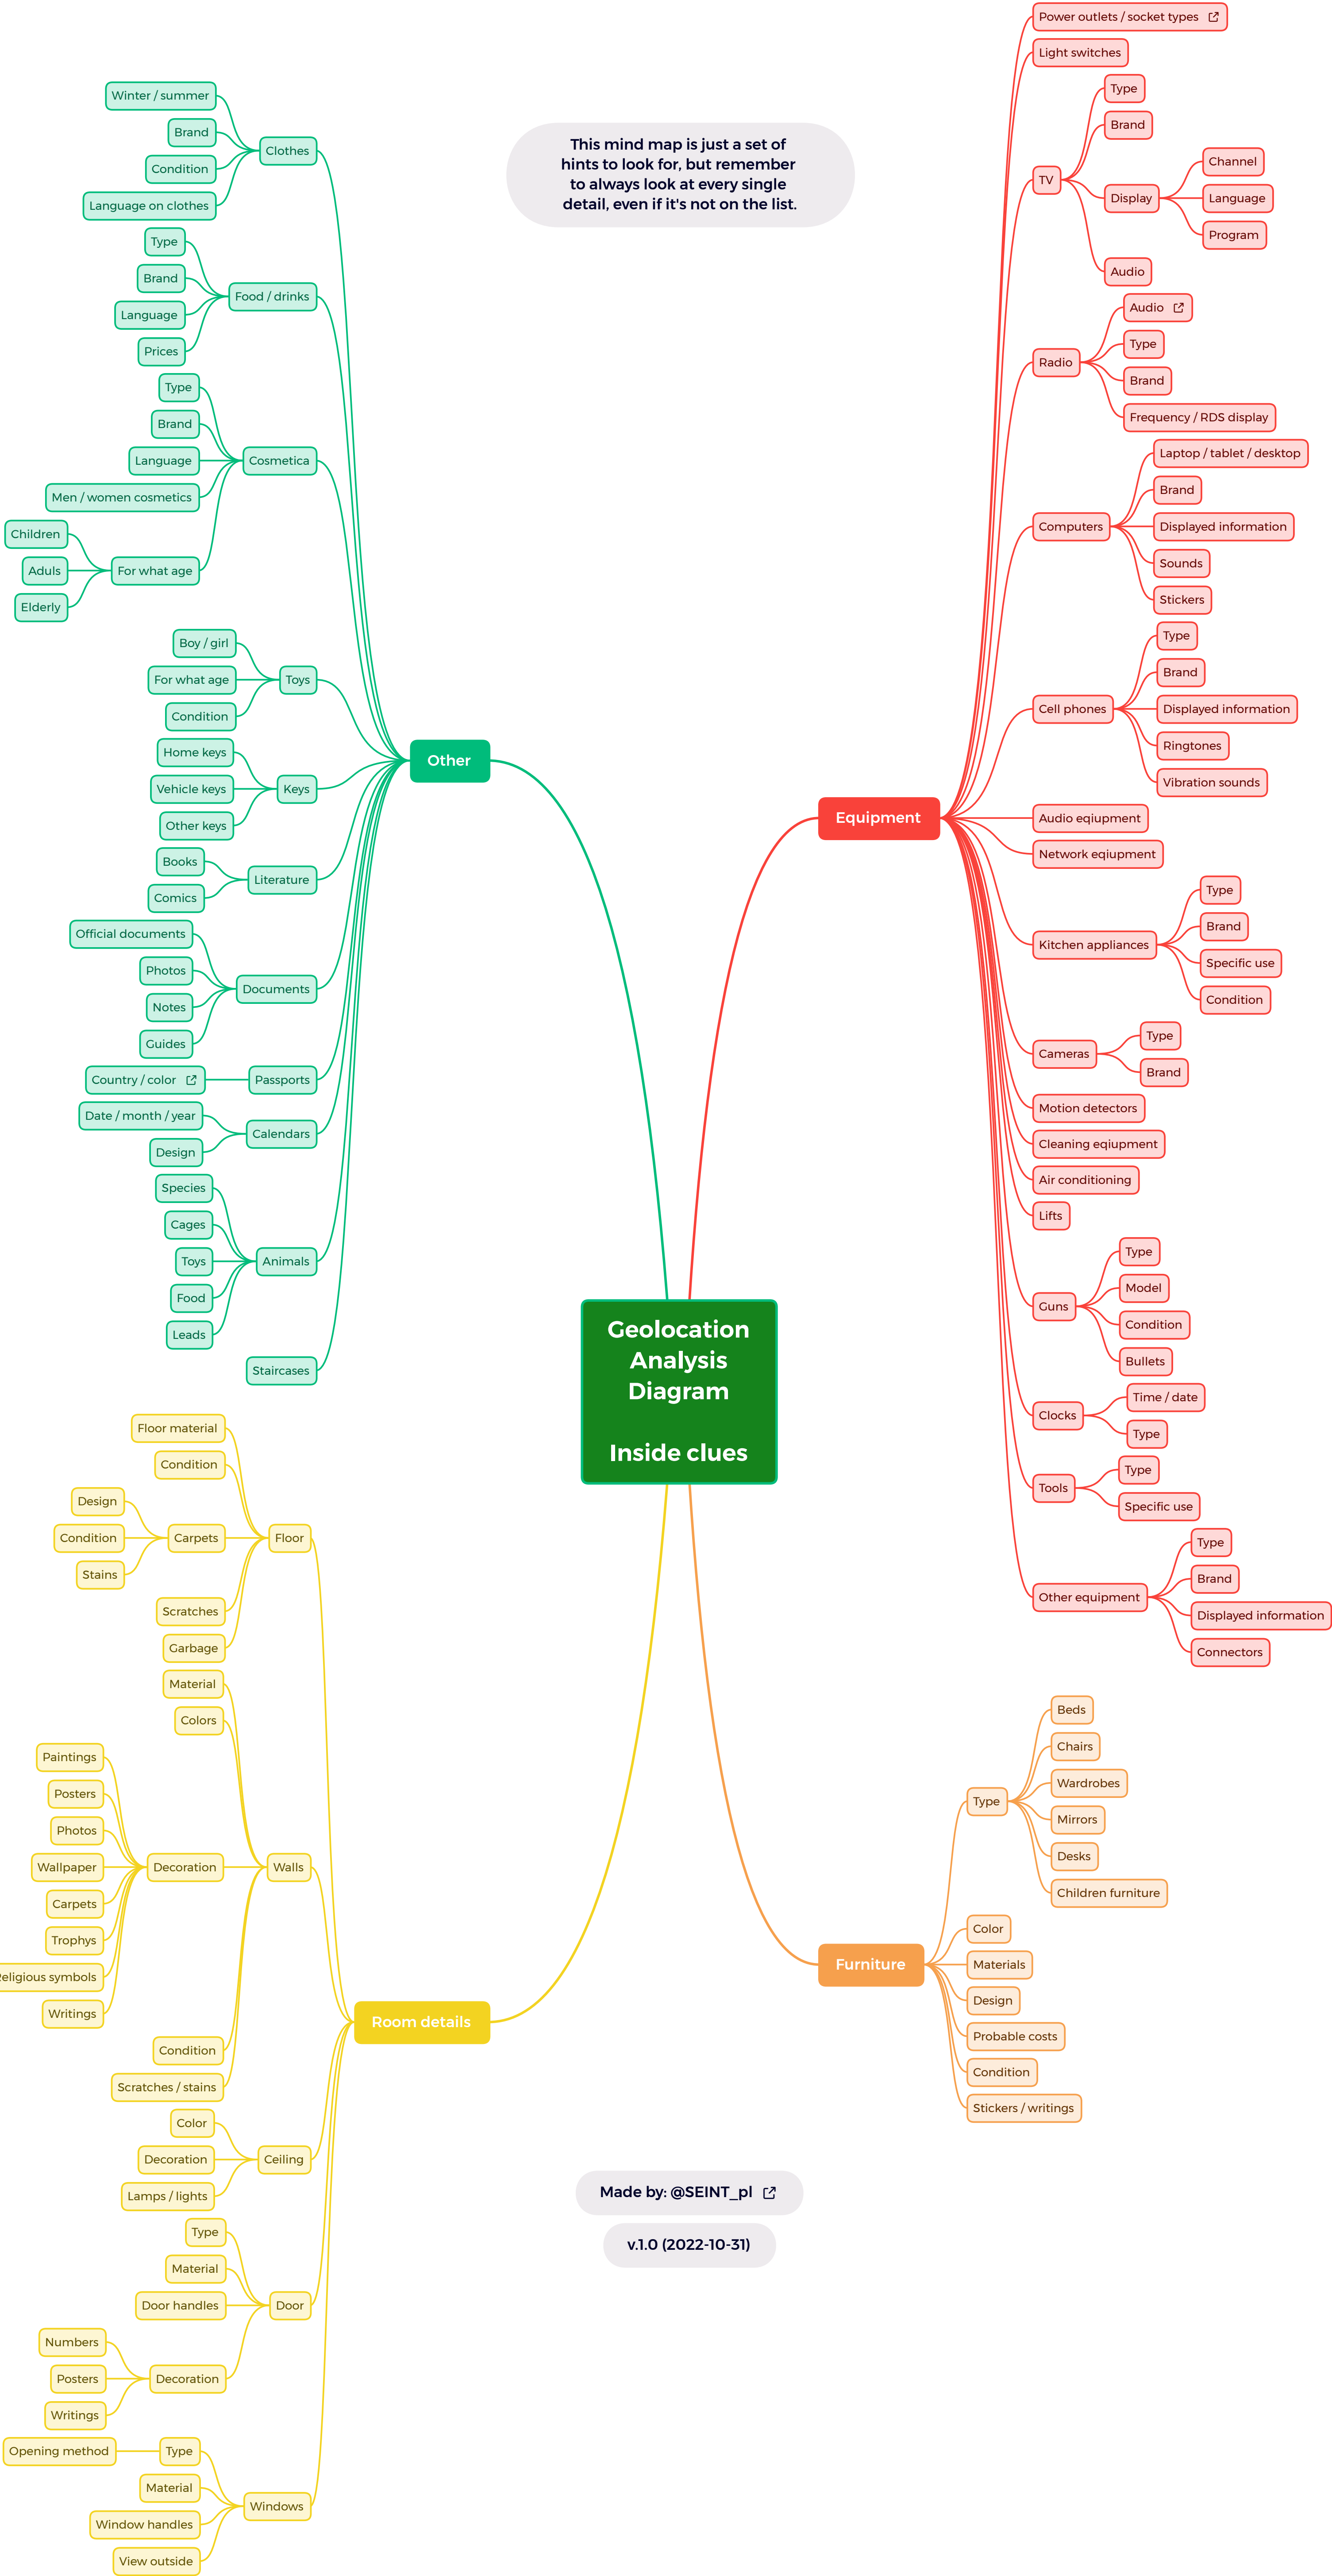 This mind map is just a set of
hints to look for, but remember
to always look at every single
detail, even if it's not on the list.
Geolocation
Analysis
Diagram
Inside clues
Other
Clothes
Winter / summer
Brand
Condition
Language on clothes
Food / drinks
Type
Brand
Language
Prices
Cosmetica
Type
Brand
Language
Men / women cosmetics
For what age
Children
Aduls
Elderly
Toys
Boy / girl
For what age
Condition
Keys
Home keys
Vehicle keys
Other keys
Literature
Books
Comics
Documents
Official documents
Photos
Notes
Guides
Passports
Country / color
Calendars
Date / month / year
Design
Animals
Species
Cages
Toys
Food
Leads
Staircases
Equipment
Power outlets / socket types
Light switches
TV
Type
Brand
Display
Channel
Language
Program
Audio
Radio
Audio
Type
Brand
Frequency / RDS display
Computers
Laptop / tablet / desktop
Brand
Displayed information
Sounds
Stickers
Cell phones
Type
Brand
Displayed information
Ringtones
Vibration sounds
Audio eqiupment
Network eqiupment
Kitchen appliances
Type
Brand
Specific use
Condition
Cameras
Type
Brand
Motion detectors
Cleaning eqiupment
Air conditioning
Lifts
Guns
Type
Model
Condition
Bullets
Clocks
Time / date
Type
Tools
Type
Specific use
Other equipment
Type
Brand
Displayed information
Connectors
Room details
Floor
Floor material
Condition
Carpets
Design
Condition
Stains
Scratches
Garbage
Walls
Material
Colors
Decoration
Paintings
Posters
Photos
Wallpaper
Carpets
Trophys
eligious symbols
Writings
Condition
Scratches / stains
Ceiling
Color
Decoration
Lamps / lights
Door
Type
Material
Door handles
Decoration
Numbers
Posters
Writings
Windows
Type
Opening method
Material
Window handles
View outside
Furniture
Type
Beds
Chairs
Wardrobes
Mirrors
Desks
Children furniture
Color
Materials
Design
Probable costs
Condition
Stickers / writings
Made by: @SEINT_pl
v.1.0 (2022-10-31)